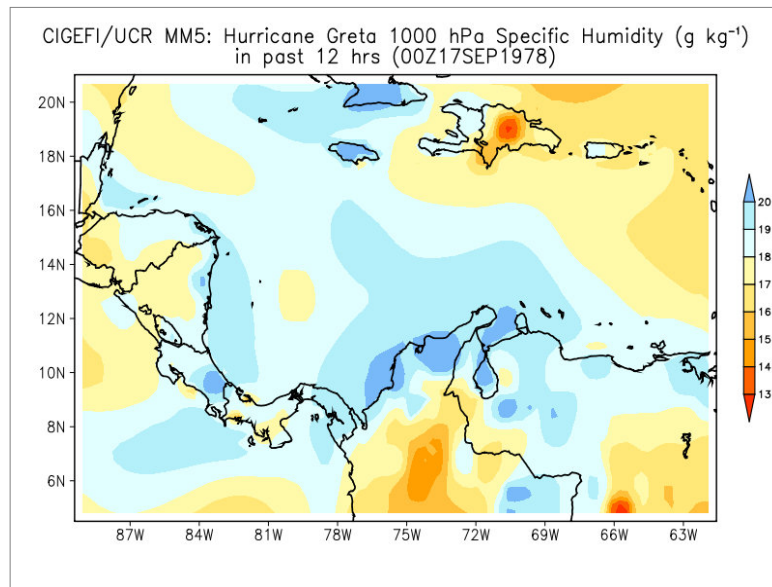 CIGEFI/UCR MM5: Hurricane Greta 1000 hPa Specific Humidity (g kg⁻¹)
in past 12 hrs (00Z17SEP1978)
20N
18N
16N
14N
12N
10N
8N
6N
87W 84W 81W 78W 75W 72W 69W 66W 63W
20
19
18
17
16
15
14
13